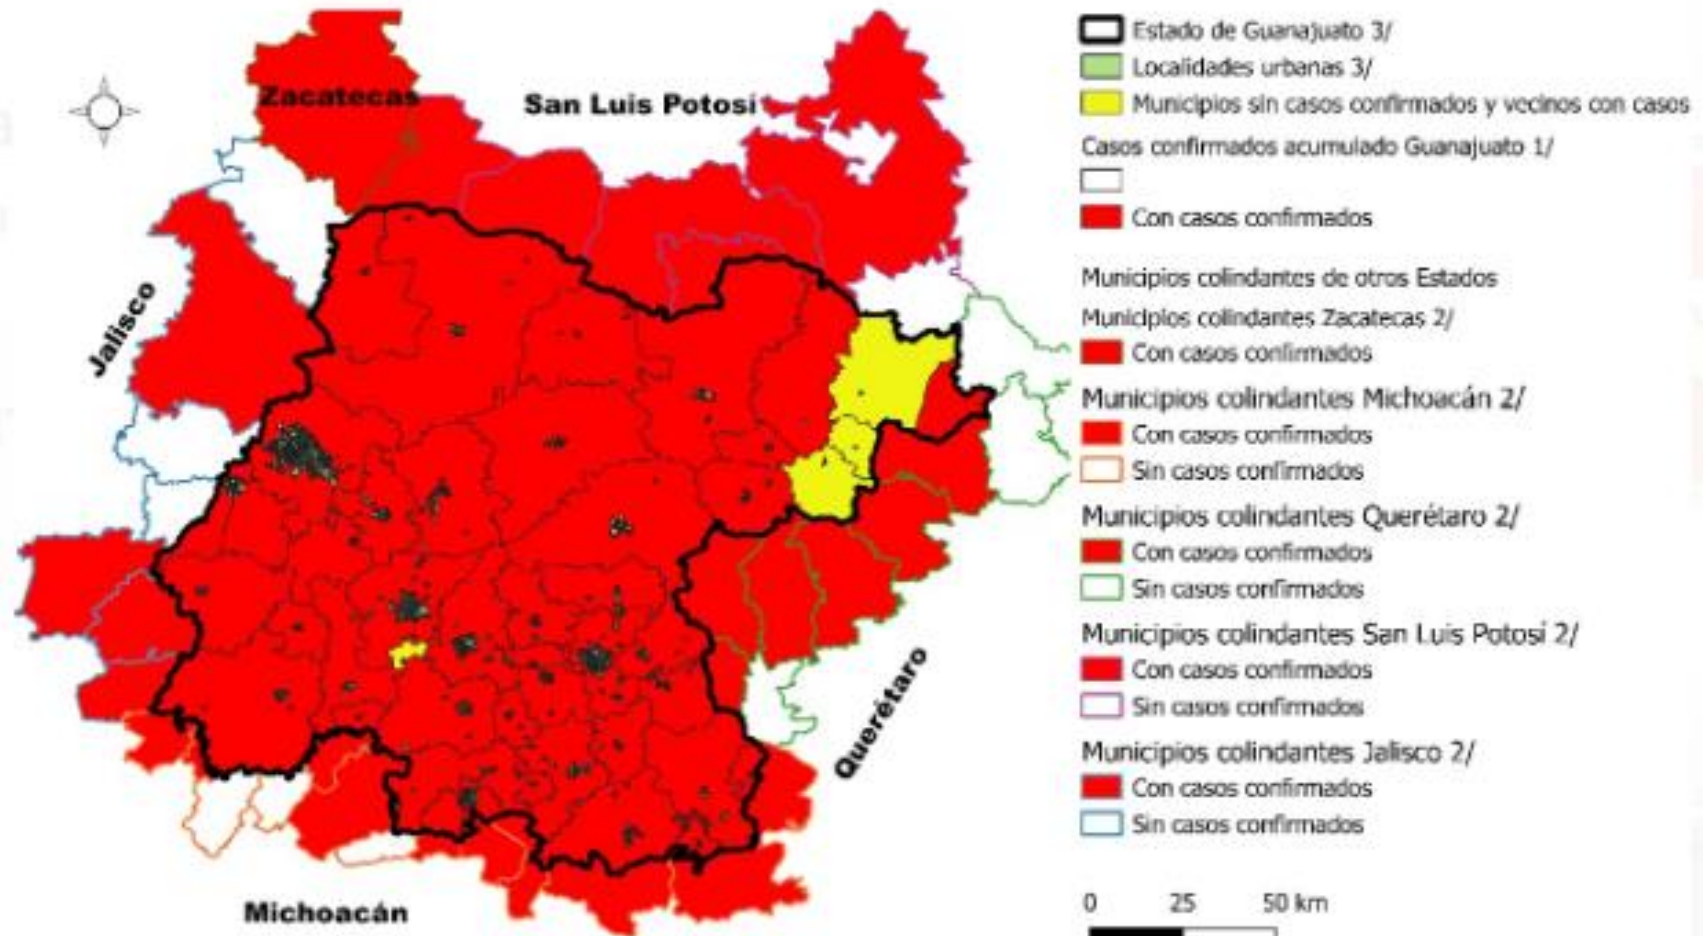 Zacatecas
San Luis Potosí
Jalisco
Querétaro
Michoacán
Estado de Guanajuato 3/
Localidades urbanas 3/
Municipios sin casos confirmados y vecinos con casos
Casos confirmados acumulado Guanajuato 1/
Con casos confirmados
Municipios colindantes de otros Estados
Municipios colindantes Zacatecas 2/
Con casos confirmados
Municipios colindantes Michoacán 2/
Con casos confirmados
Sin casos confirmados
Municipios colindantes Querétaro 2/
Con casos confirmados
Sin casos confirmados
Municipios colindantes San Luis Potosí 2/
Con casos confirmados
Sin casos confirmados
Municipios colindantes Jalisco 2/
Con casos confirmados
Sin casos confirmados
0 25 50 km